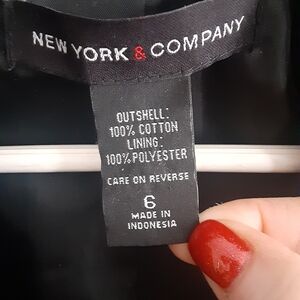 NEW YORK & COMPANY
OUTSHELL:
100% COTTON
LINING:
100% POLYESTER
CARE ON REVERSE
6
MADE IN
INDONESIA